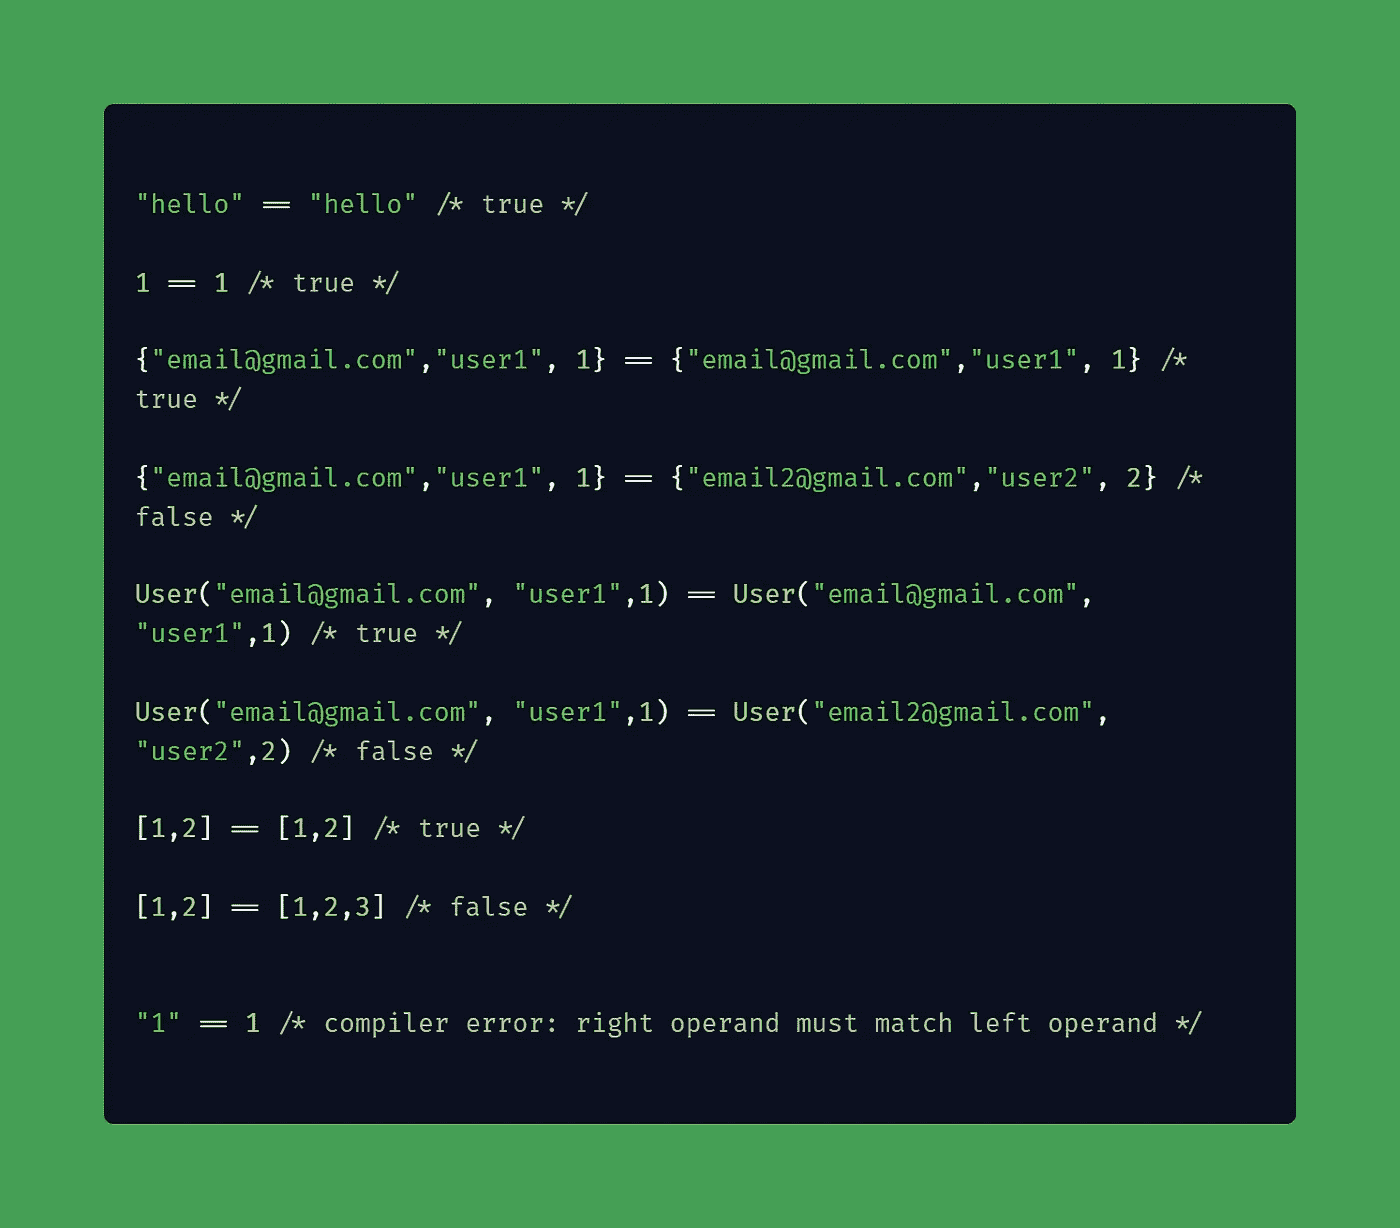 "hello" == "hello" /* true */
1 == 1 /* true */
{"email@gmail.com","user1", 1} == {"email@gmail.com","user1", 1} /*
true */
{"email@gmail.com","user1", 1} == {"email2@gmail.com","user2", 2} /*
false */
User("email@gmail.com", "user1",1) == User("email@gmail.com",
"user1",1) /* true */
User("email@gmail.com", "user1",1) == User("email2@gmail.com",
"user2",2) /* false */
[1,2] == [1,2] /* true */
[1,2] == [1,2,3] /* false */
"1" == 1 /* compiler error: right operand must match left operand */